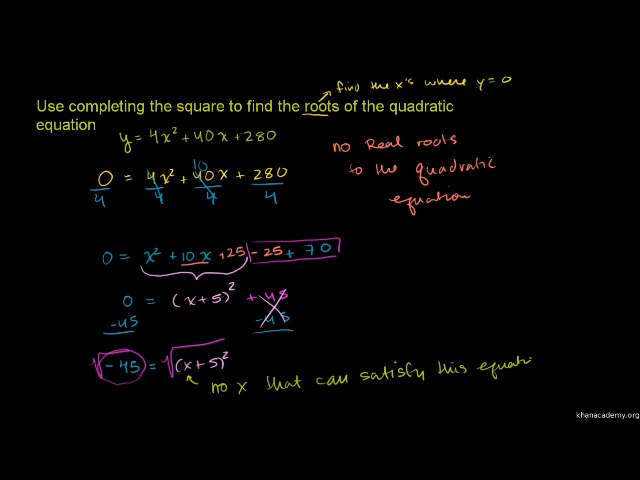 find the x's where y = 0
Use completing the square to find the roots of the quadratic
equation
y = 4x² + 40x + 280
no Real roots
to the quadratic
equation
10
0 = 4x² + 40x + 280
4 4 4 4
0 = x² + 10x + 25 - 25 + 70
0 = (x+5)² + 45
-45 -45
√-45 = √(x+5)²
no x that can satisfy this equati
khanacademy.org